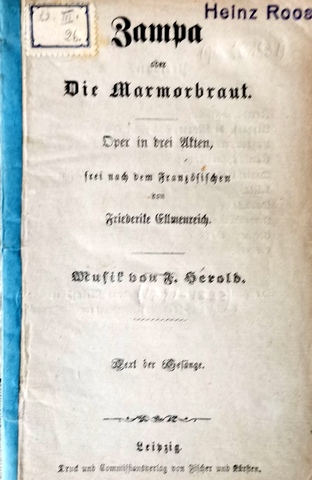 Heinz Roos
Zampa
oder
Die Marmorbraut.
Oper in drei Akten,
frei nach dem Französischen
von
Friederike Ellmenreich.
Musik von F. Hérold.
Text der Gesänge.
Leipzig.
Druck und Commissionsverlag von Fischer und Kürsten.